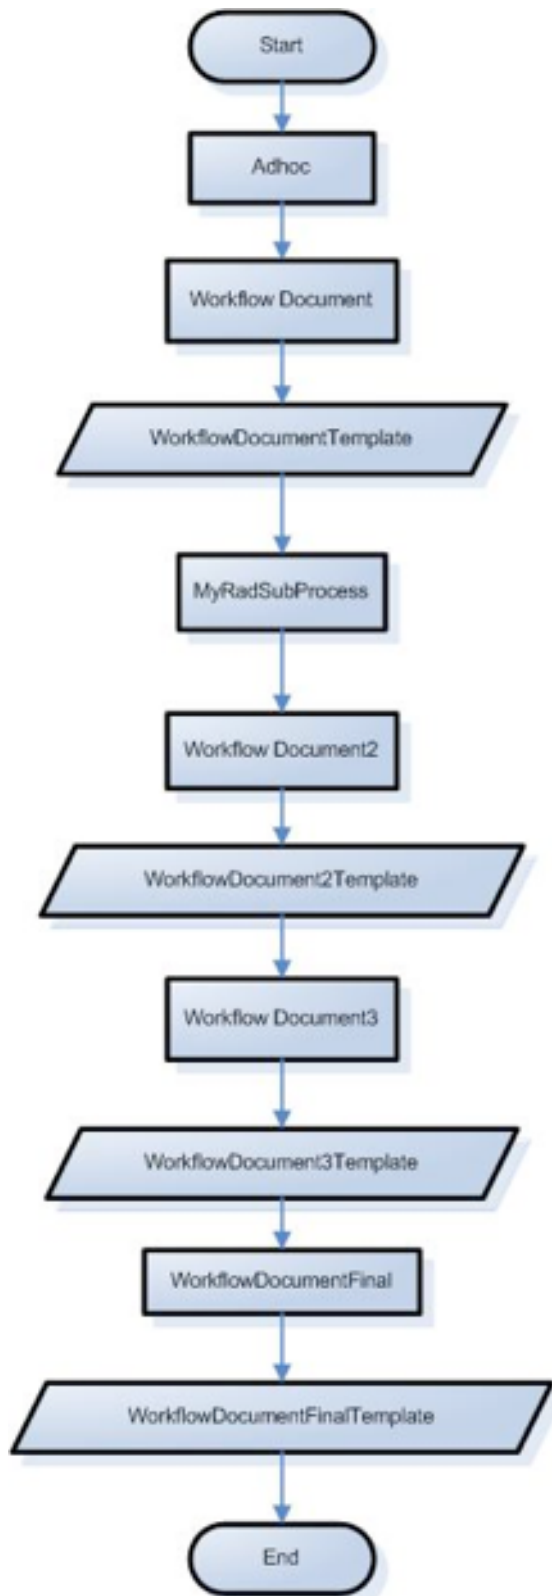 Start
Adhoc
Workflow Document
WorkflowDocumentTemplate
MyRadSubProcess
Workflow Document2
WorkflowDocument2Template
Workflow Document3
WorkflowDocument3Template
WorkflowDocumentFinal
WorkflowDocumentFinalTemplate
End